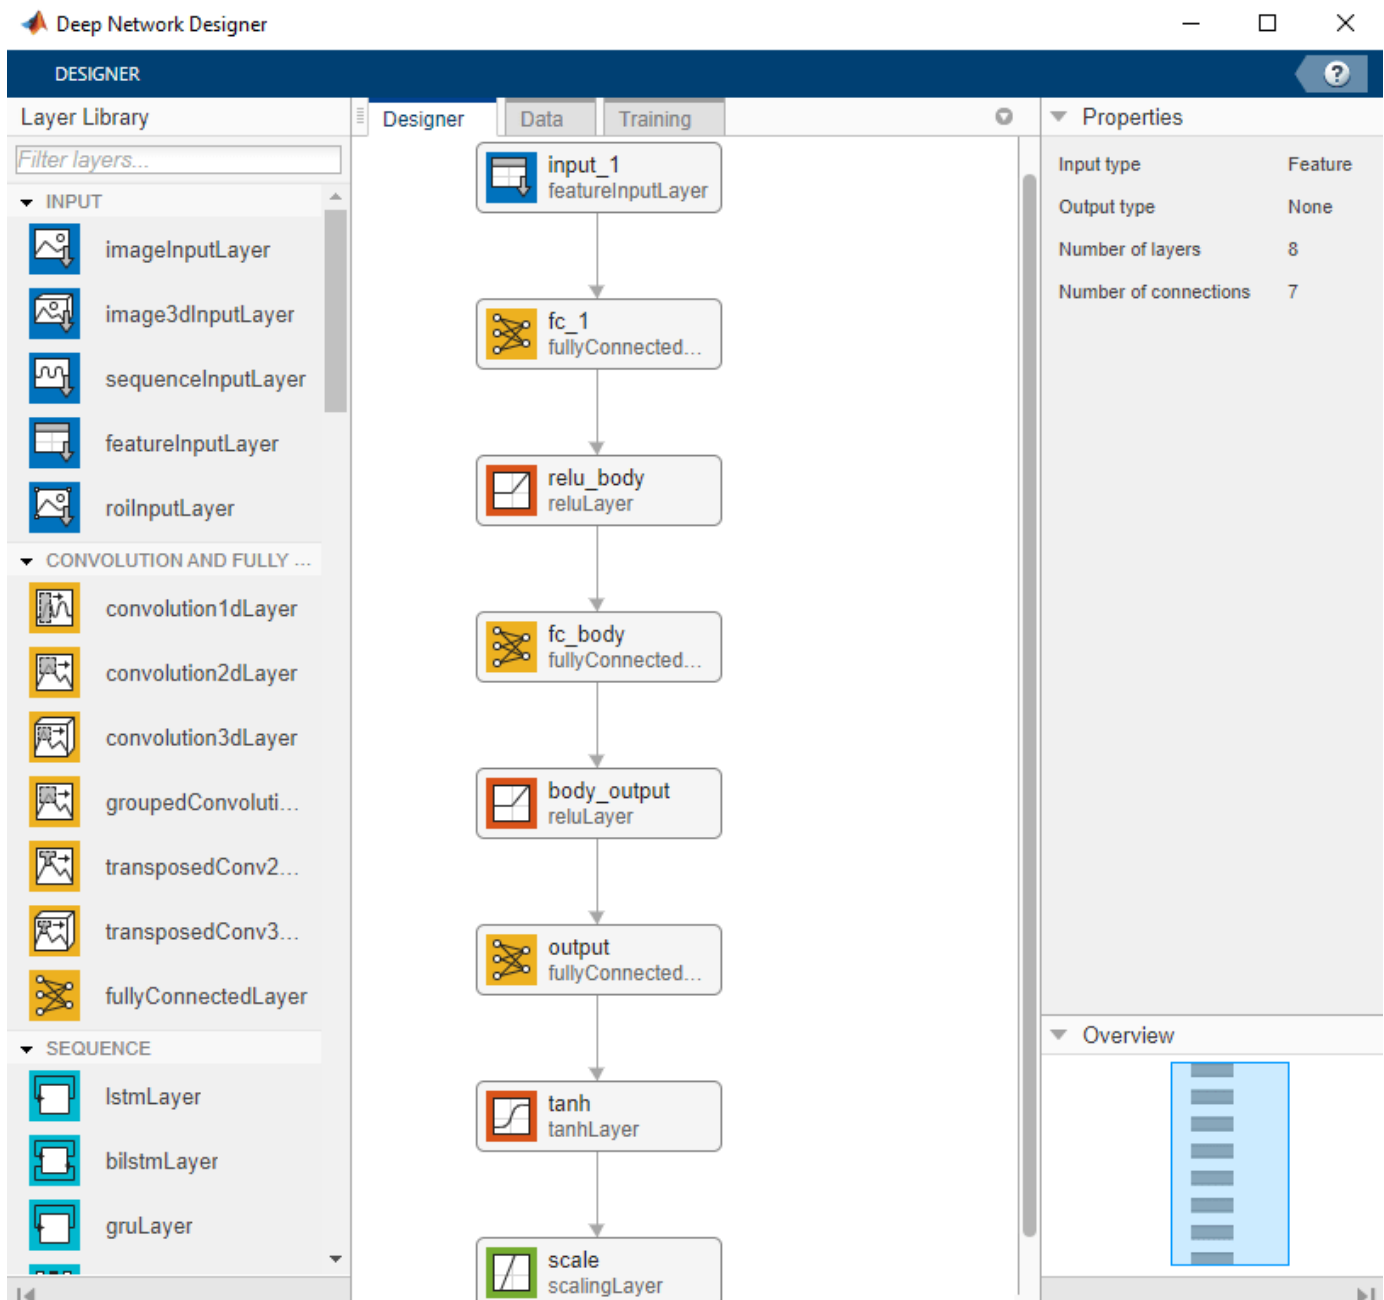 Deep Network Designer
DESIGNER
?
Layer Library
Filter layers...
INPUT
imageInputLayer
image3dInputLayer
sequenceInputLayer
featureInputLayer
roiInputLayer
CONVOLUTION AND FULLY ...
convolution1dLayer
convolution2dLayer
convolution3dLayer
groupedConvoluti...
transposedConv2...
transposedConv3...
fullyConnectedLayer
SEQUENCE
lstmLayer
bilstmLayer
gruLayer
Designer
Data
Training
input_1
featureInputLayer
fc_1
fullyConnected...
relu_body
reluLayer
fc_body
fullyConnected...
body_output
reluLayer
output
fullyConnected...
tanh
tanhLayer
scale
scalingLayer
Properties
Input type Feature
Output type None
Number of layers 8
Number of connections 7
Overview